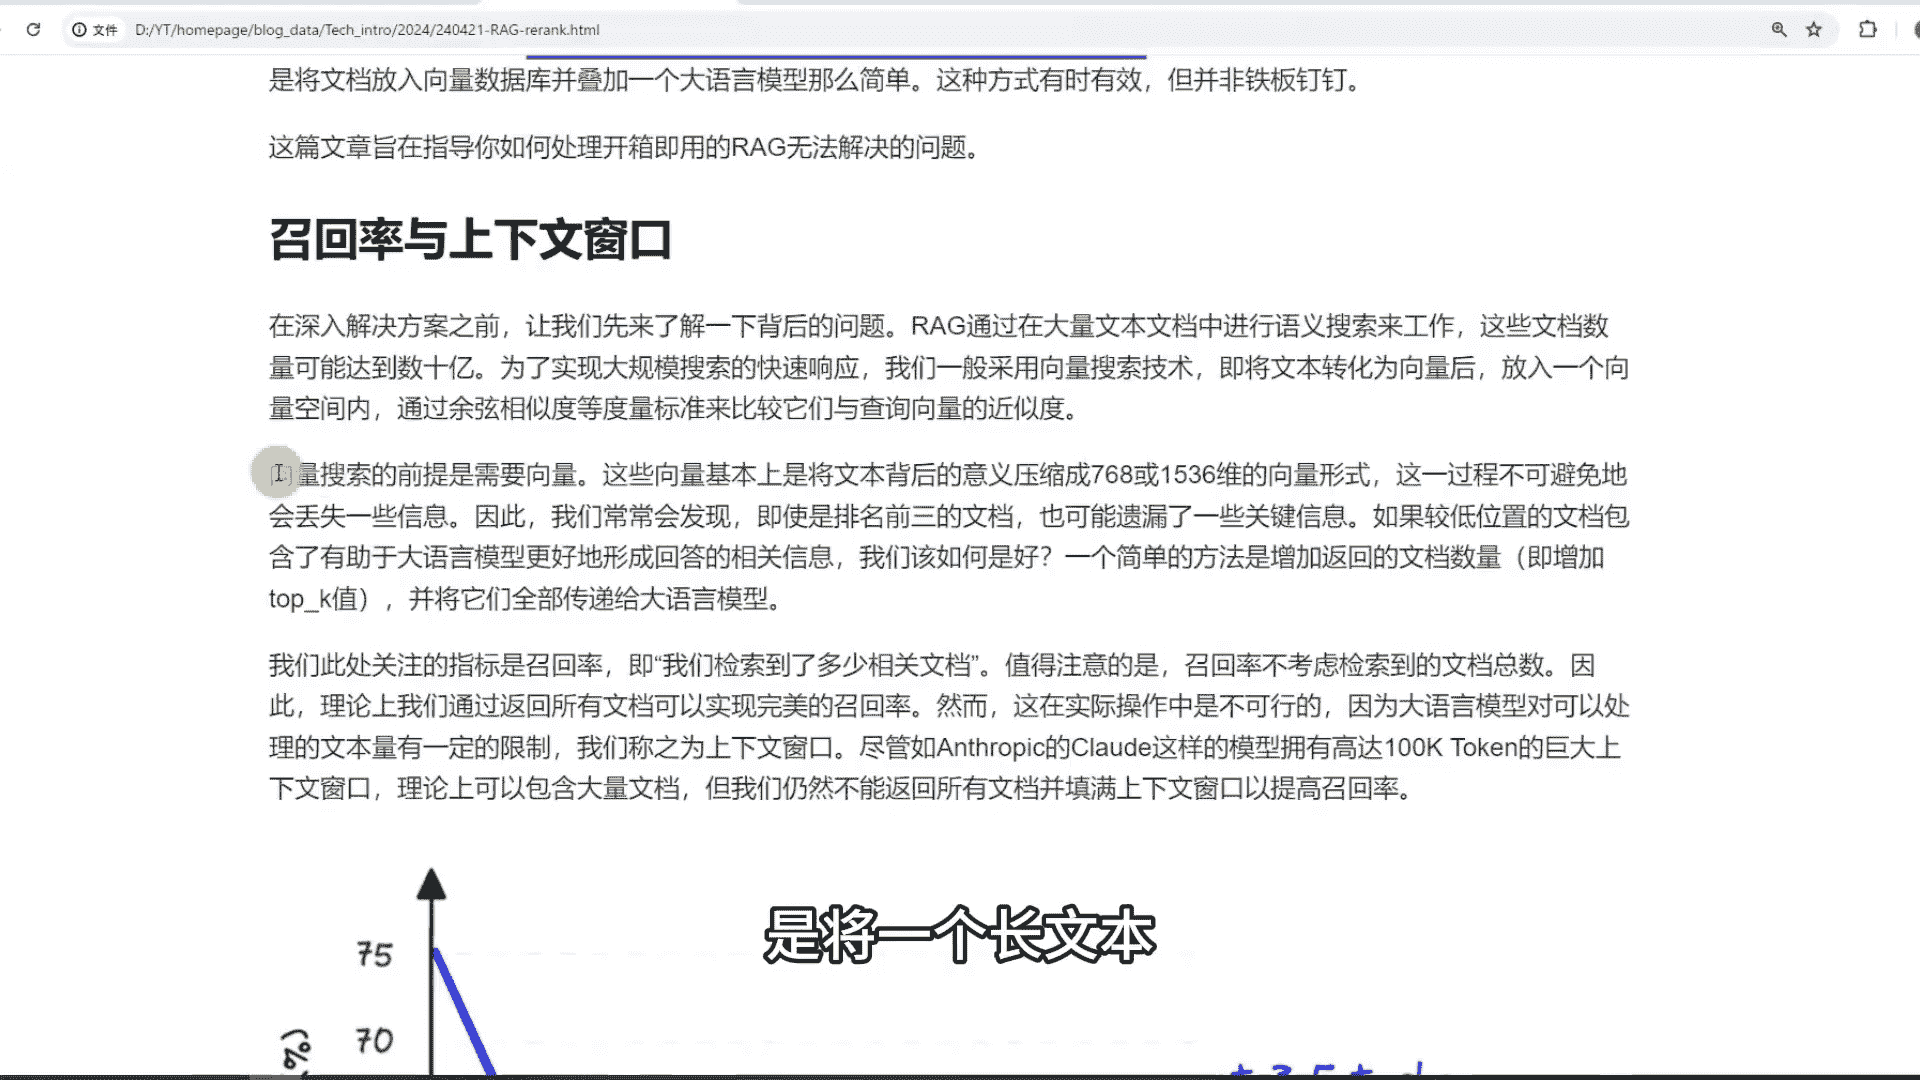 文件 D:/YT/homepage/blog_data/Tech_intro/2024/240421-RAG-rerank.html
是将文档放入向量数据库并叠加一个大语言模型那么简单。这种方式有时有效，但并非铁板钉钉。
这篇文章旨在指导你如何处理开箱即用的RAG无法解决的问题。
召回率与上下文窗口
在深入解决方案之前，让我们先来了解一下背后的问题。RAG通过在大量文本文档中进行语义搜索来工作，这些文档数
量可能达到数十亿。为了实现大规模搜索的快速响应，我们一般采用向量搜索技术，即将文本转化为向量后，放入一个向
量空间内，通过余弦相似度等度量标准来比较它们与查询向量的近似度。
向量搜索的前提是需要向量。这些向量基本上是将文本背后的意义压缩成768或1536维的向量形式，这一过程不可避免地
会丢失一些信息。因此，我们常常会发现，即使是排名前三的文档，也可能遗漏了一些关键信息。如果较低位置的文档包
含了有助于大语言模型更好地形成回答的相关信息，我们该如何是好？一个简单的方法是增加返回的文档数量（即增加
top_k值），并将它们全部传递给大语言模型。
我们此处关注的指标是召回率，即“我们检索到了多少相关文档”。值得注意的是，召回率不考虑检索到的文档总数。因
此，理论上我们通过返回所有文档可以实现完美的召回率。然而，这在实际操作中是不可行的，因为大语言模型对可以处
理的文本量有一定的限制，我们称之为上下文窗口。尽管如Anthropic的Claude这样的模型拥有高达100K Token的巨大上
下文窗口，理论上可以包含大量文档，但我们仍然不能返回所有文档并填满上下文窗口以提高召回率。
是将一个长文本
75
70